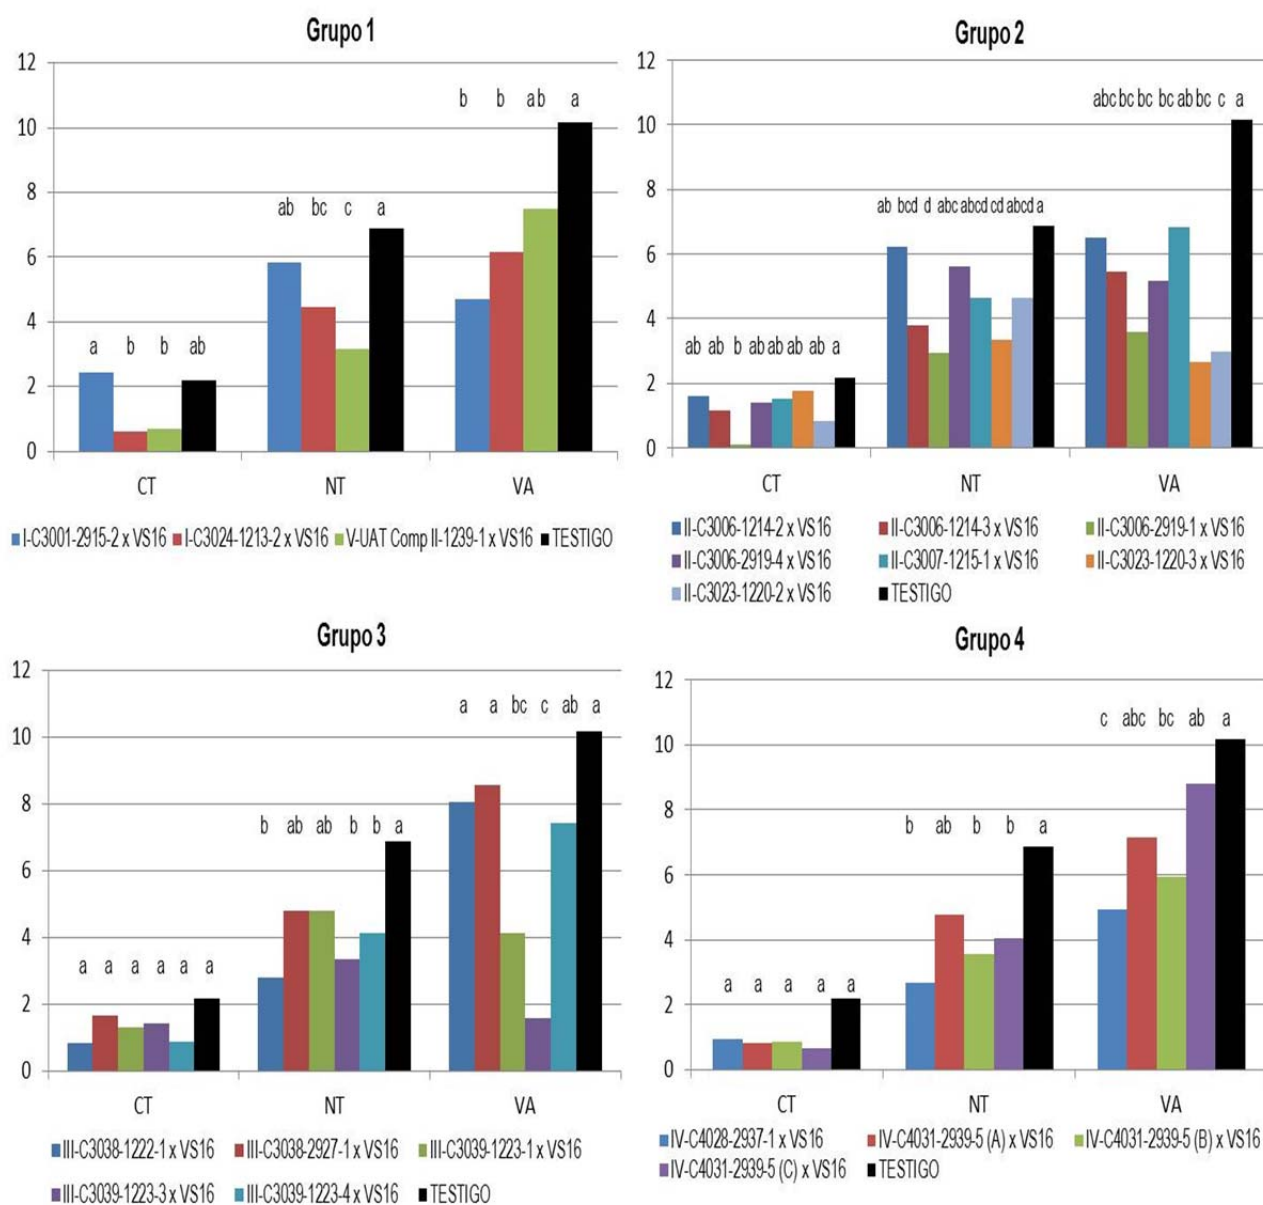 Grupo 1
12
10
8
6
4
2
0
b b ab a
ab bc c a
a b b ab
CT NT VA
I-C3001-2915-2 x VS16 I-C3024-1213-2 x VS16 V-UAT Comp II-1239-1 x VS16 TESTIGO
Grupo 2
12
10
8
6
4
2
0
abc bc bc bc ab bc c a
ab bcd d abc abcd cd abcd a
ab ab b ab ab ab ab a
CT NT VA
II-C3006-1214-2 x VS16 II-C3006-1214-3 x VS16 II-C3006-2919-1 x VS16
II-C3006-2919-4 x VS16 II-C3007-1215-1 x VS16 II-C3023-1220-3 x VS16
II-C3023-1220-2 x VS16 TESTIGO
Grupo 3
12
10
8
6
4
2
0
a a bc c ab a
b ab ab b b a
a a a a a a
CT NT VA
III-C3038-1222-1 x VS16 III-C3038-2927-1 x VS16 III-C3039-1223-1 x VS16
III-C3039-1223-3 x VS16 III-C3039-1223-4 x VS16 TESTIGO
Grupo 4
12
10
8
6
4
2
0
c abc bc ab a
b ab b b a
a a a a a
CT NT VA
IV-C4028-2937-1 x VS16 IV-C4031-2939-5 (A) x VS16 IV-C4031-2939-5 (B) x VS16
IV-C4031-2939-5 (C) x VS16 TESTIGO